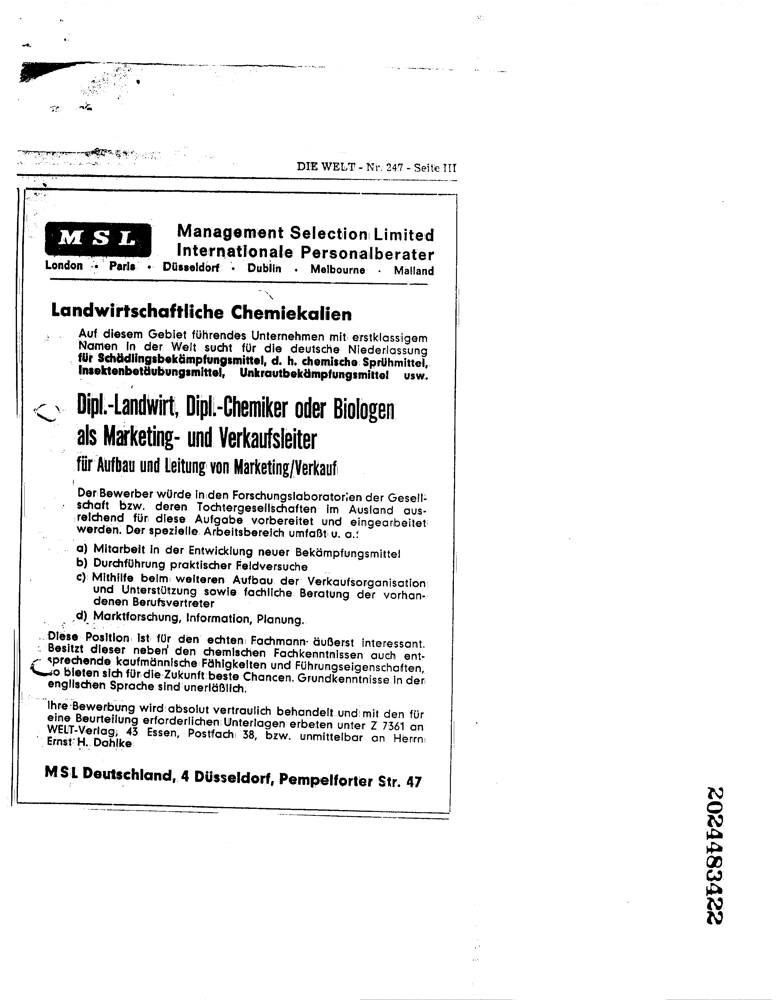 DIE WELT - Nr. 247 - Seite III
MSL
Management Selection Limited
Internationale Personalberater
London · Paris · Düsseldorf · Dublin · Melbourne · Mailand
Landwirtschaftliche Chemiekalien
Auf diesem Gebiet führendes Unternehmen mit erstklassigem
Namen in der Welt sucht für die deutsche Niederlassung
für Schädlingsbekämpfungsmittel, d. h. chemische Sprühmittel,
Insektenbetäubungsmittel, Unkrautbekämpfungsmittel usw.
Dipl.-Landwirt, Dipl.-Chemiker oder Biologen
als Marketing- und Verkaufsleiter
für Aufbau und Leitung von Marketing/Verkauf
Der Bewerber würde in den Forschungslaboratorien der Gesell-
schaft bzw. deren Tochtergesellschaften im Ausland aus-
reichend für diese Aufgabe vorbereitet und eingearbeitet
werden. Der spezielle Arbeitsbereich umfaßt u. a.:
a) Mitarbeit in der Entwicklung neuer Bekämpfungsmittel
b) Durchführung praktischer Feldversuche
c) Mithilfe beim weiteren Aufbau der Verkaufsorganisation
und Unterstützung sowie fachliche Beratung der vorhan-
denen Berufsvertreter
d) Marktforschung, Information, Planung.
Diese Position ist für den echten Fachmann äußerst interessant.
Besitzt dieser neben den chemischen Fachkenntnissen auch ent-
sprechende kaufmännische Fähigkeiten und Führungseigenschaften,
so bieten sich für die Zukunft beste Chancen. Grundkenntnisse in der
englischen Sprache sind unerläßlich.
Ihre Bewerbung wird absolut vertraulich behandelt und mit den für
eine Beurteilung erforderlichen Unterlagen erbeten unter Z 7361 an
WELT-Verlag, 43 Essen, Postfach 38, bzw. unmittelbar an Herrn
Ernst H. Dahlke
MSL Deutschland, 4 Düsseldorf, Pempelforter Str. 47
2024483422